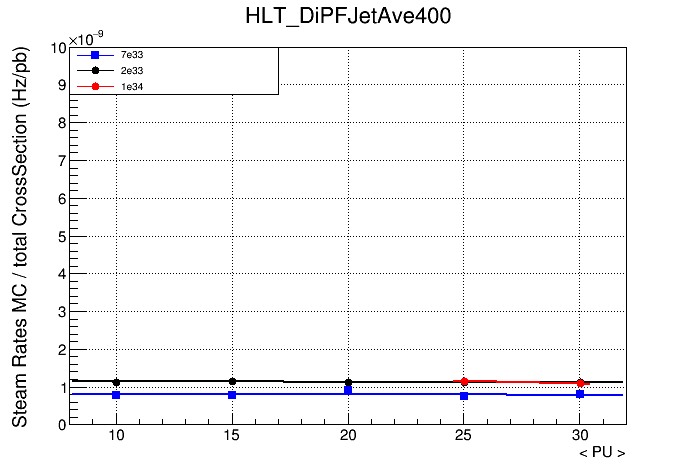 HLT_DiPFJetAve400
×10⁻⁹
10
9
8
7
6
5
4
3
2
1
0
Steam Rates MC / total CrossSection (Hz/pb)
7e33
2e33
1e34
10 15 20 25 30
< PU >